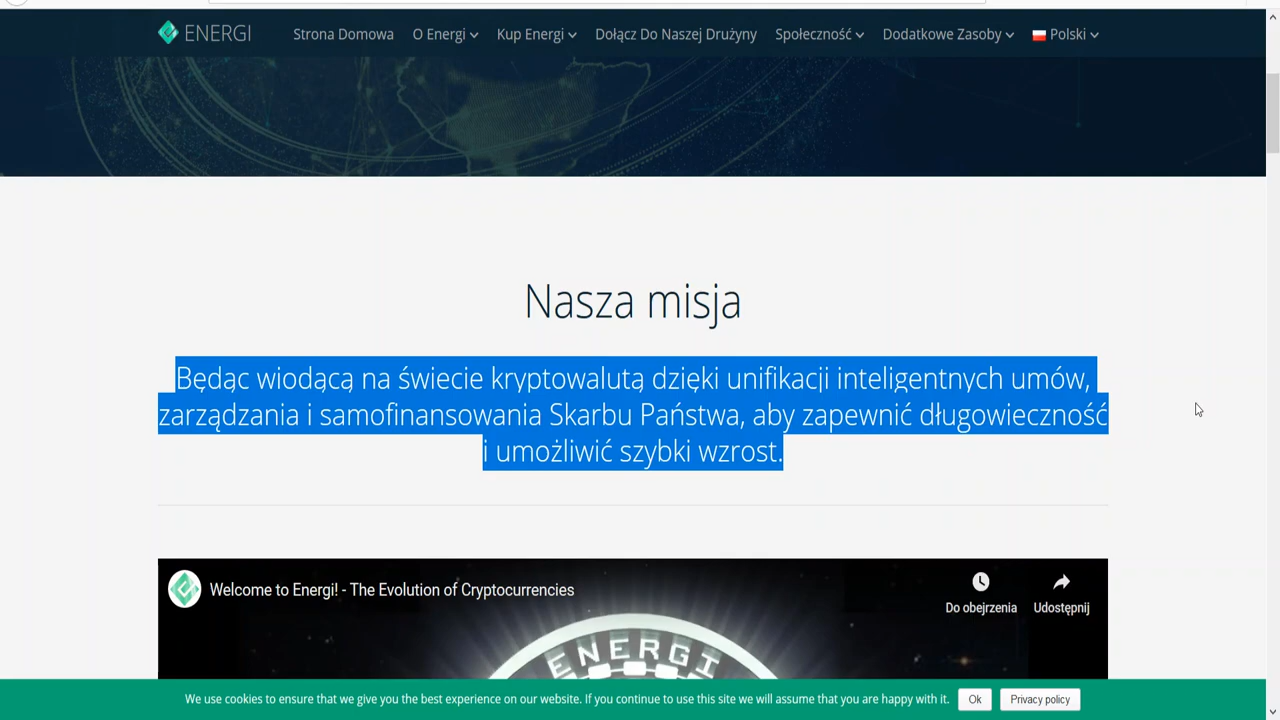 ENERGI
Strona Domowa
O Energi
Kup Energi
Dołącz Do Naszej Drużyny
Społeczność
Dodatkowe Zasoby
Polski
Nasza misja
Będąc wiodącą na świecie kryptowalutą dzięki unifikacji inteligentnych umów,
zarządzania i samofinansowania Skarbu Państwa, aby zapewnić długowieczność
i umożliwić szybki wzrost.
Welcome to Energi! - The Evolution of Cryptocurrencies
Do obejrzenia
Udostępnij
ENERGI
We use cookies to ensure that we give you the best experience on our website. If you continue to use this site we will assume that you are happy with it.
Ok
Privacy policy